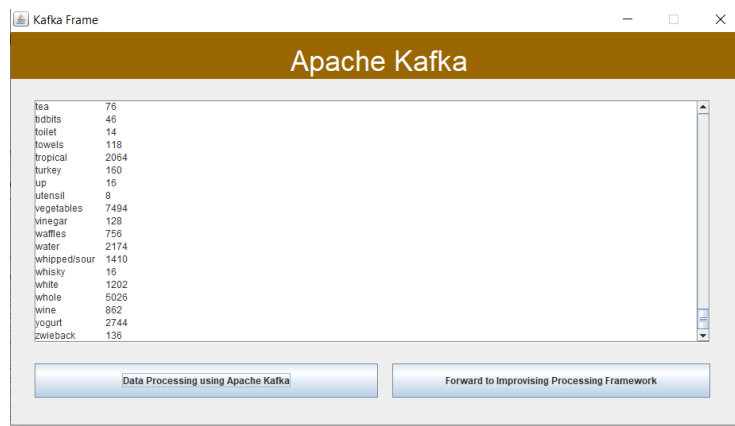 Kafka Frame
Apache Kafka
tea 76
tidbits 46
toilet 14
towels 118
tropical 2064
turkey 160
up 16
utensil 8
vegetables 7494
vinegar 128
waffles 756
water 2174
whipped/sour 1410
whisky 16
white 1202
whole 5026
wine 862
yogurt 2744
zwieback 136
Data Processing using Apache Kafka Forward to Improvising Processing Framework